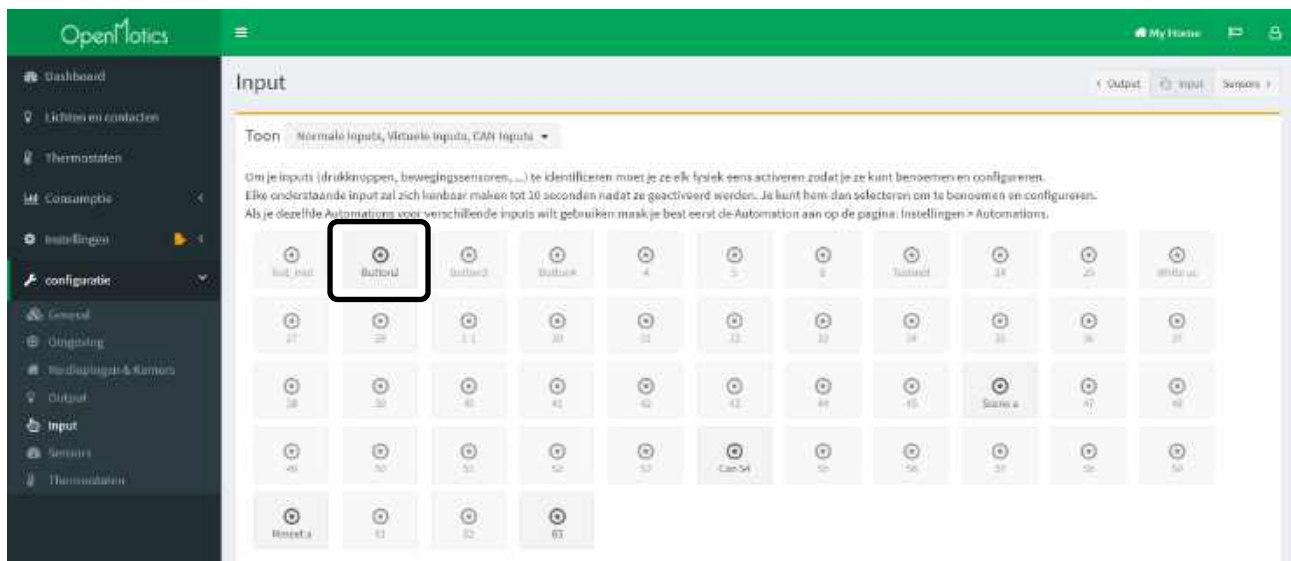 OpenMotics
My Home
Dashboard
Input
Output Input Sensors
Lichten en contacten
Toon Normale Inputs, Virtuele Inputs, CAN Inputs
Thermostaten
Om je inputs (drukknoppen, bewegingssensoren, ...) te identificeren moet je ze elk fysiek eens activeren zodat je ze kunt benoemen en configureren.
Consumptie
Elke onderstaande input zal zich kenbaar maken tot 10 seconden nadat ze geactiveerd werden. Je kunt hem dan selecteren om te benoemen en configureren.
Als je dezelfde Automations voor verschillende inputs wilt gebruiken maak je best eerst de Automation aan op de pagina: Instellingen > Automations.
Instellingen
configuratie
Button2 Button3 Button4 4 5 6 24 25
General
Omgeving
27 29 30 31 32 33 34 35 36 37
Verdiepingen & Kamers
Output
38 39 40 41 42 43 44 45 Scene a 47 48
Input
Sensors
49 50 51 52 53 Can 54 55 56 57 58 59
Thermostaten
61 62 63